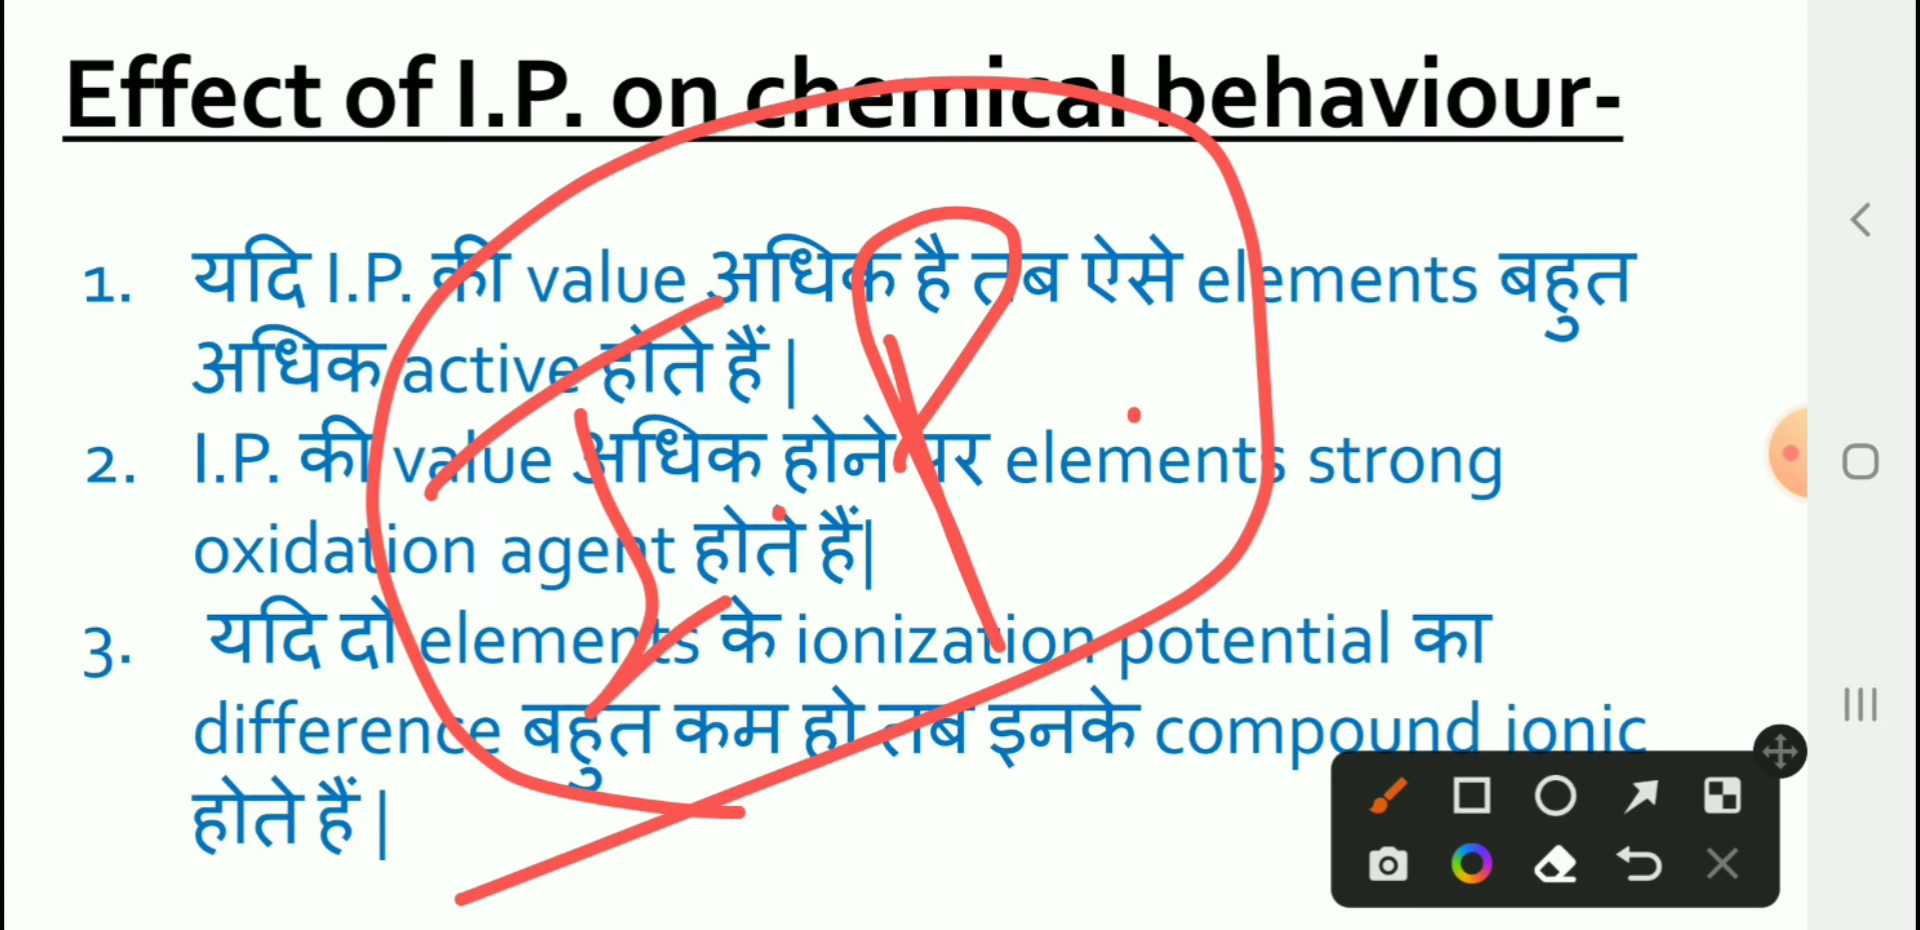 Effect of I.P. on chemical behaviour-
1. यदि I.P. की value अधिक है तब ऐसे elements बहुत
अधिक active होते हैं |
2. I.P. की value अधिक होने पर elements strong
oxidation agent होते हैं|
3. यदि दो elements के ionization potential का
difference बहुत कम हो तब इनके compound ionic
होते हैं |